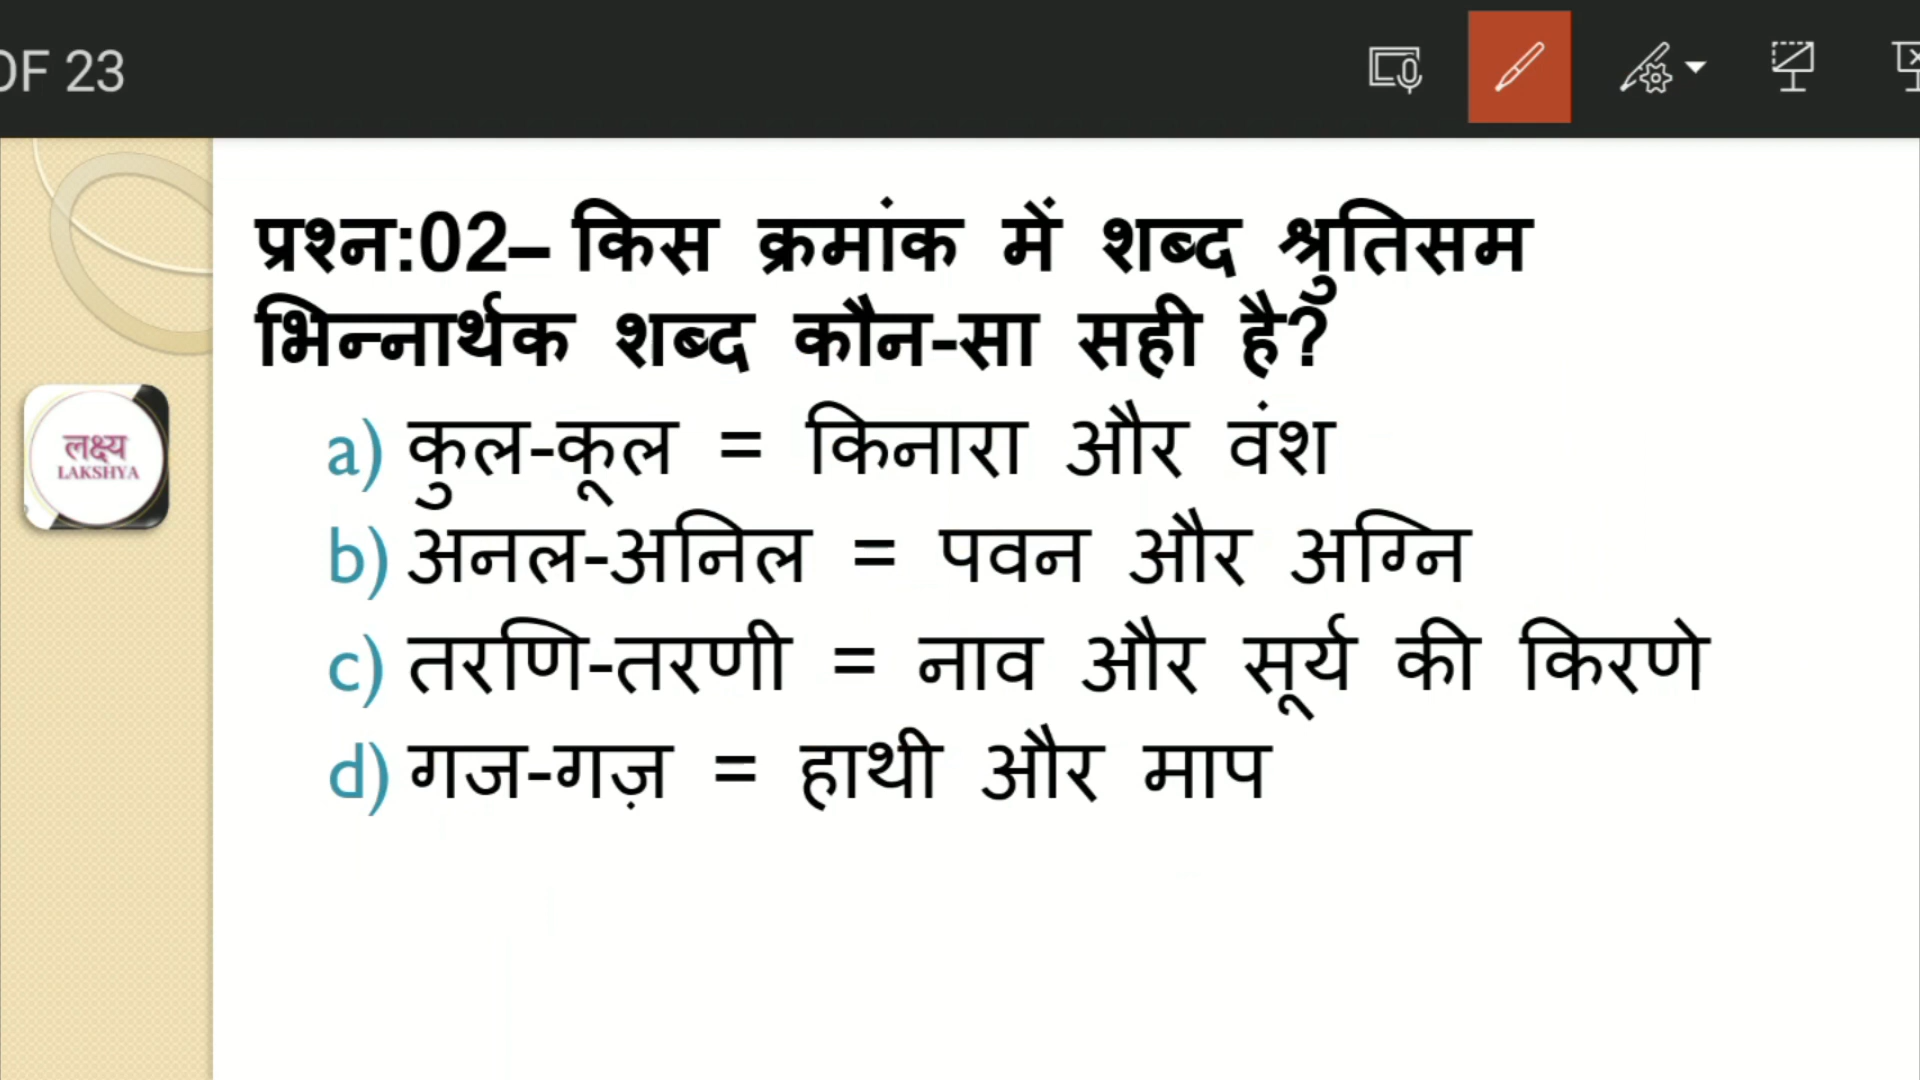 OF 23
प्रश्न:02– किस क्रमांक में शब्द श्रुतिसम
भिन्नार्थक शब्द कौन-सा सही है?
a) कुल-कूल = किनारा और वंश
लक्ष्य
LAKSHYA
b) अनल-अनिल = पवन और अग्नि
c) तरणि-तरणी = नाव और सूर्य की किरणे
d) गज-गज़ = हाथी और माप